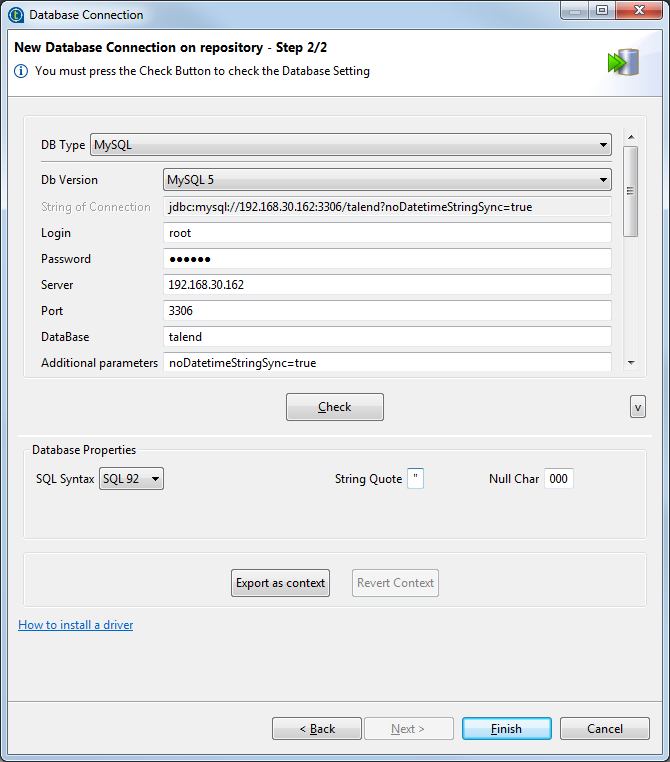 Database Connection
New Database Connection on repository - Step 2/2
You must press the Check Button to check the Database Setting
DB Type MySQL
Db Version MySQL 5
String of Connection jdbc:mysql://192.168.30.162:3306/talend?noDatetimeStringSync=true
Login root
Password ●●●●●●
Server 192.168.30.162
Port 3306
DataBase talend
Additional parameters noDatetimeStringSync=true
Check v
Database Properties
SQL Syntax SQL 92 String Quote " Null Char 000
Export as context Revert Context
How to install a driver
< Back Next > Finish Cancel